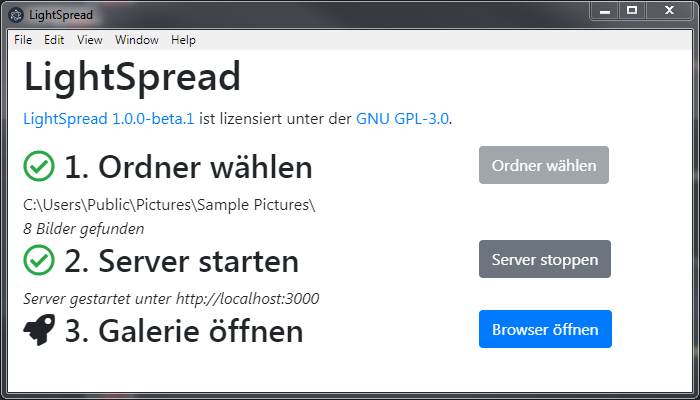 LightSpread
File Edit View Window Help
LightSpread
LightSpread 1.0.0-beta.1 ist lizensiert unter der GNU GPL-3.0.
1. Ordner wählen
Ordner wählen
C:\Users\Public\Pictures\Sample Pictures\
8 Bilder gefunden
2. Server starten
Server stoppen
Server gestartet unter http://localhost:3000
3. Galerie öffnen
Browser öffnen